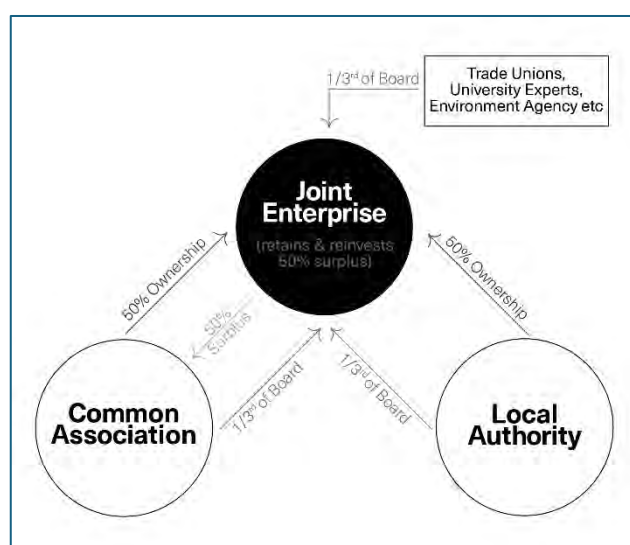 1/3rd of Board
Trade Unions,
University Experts,
Environment Agency etc
Joint
Enterprise
(retains & reinvests
50% surplus)
50% Ownership
50% Ownership
50%
Surplus
1/3rd of Board
1/3rd of Board
Common
Association
Local
Authority